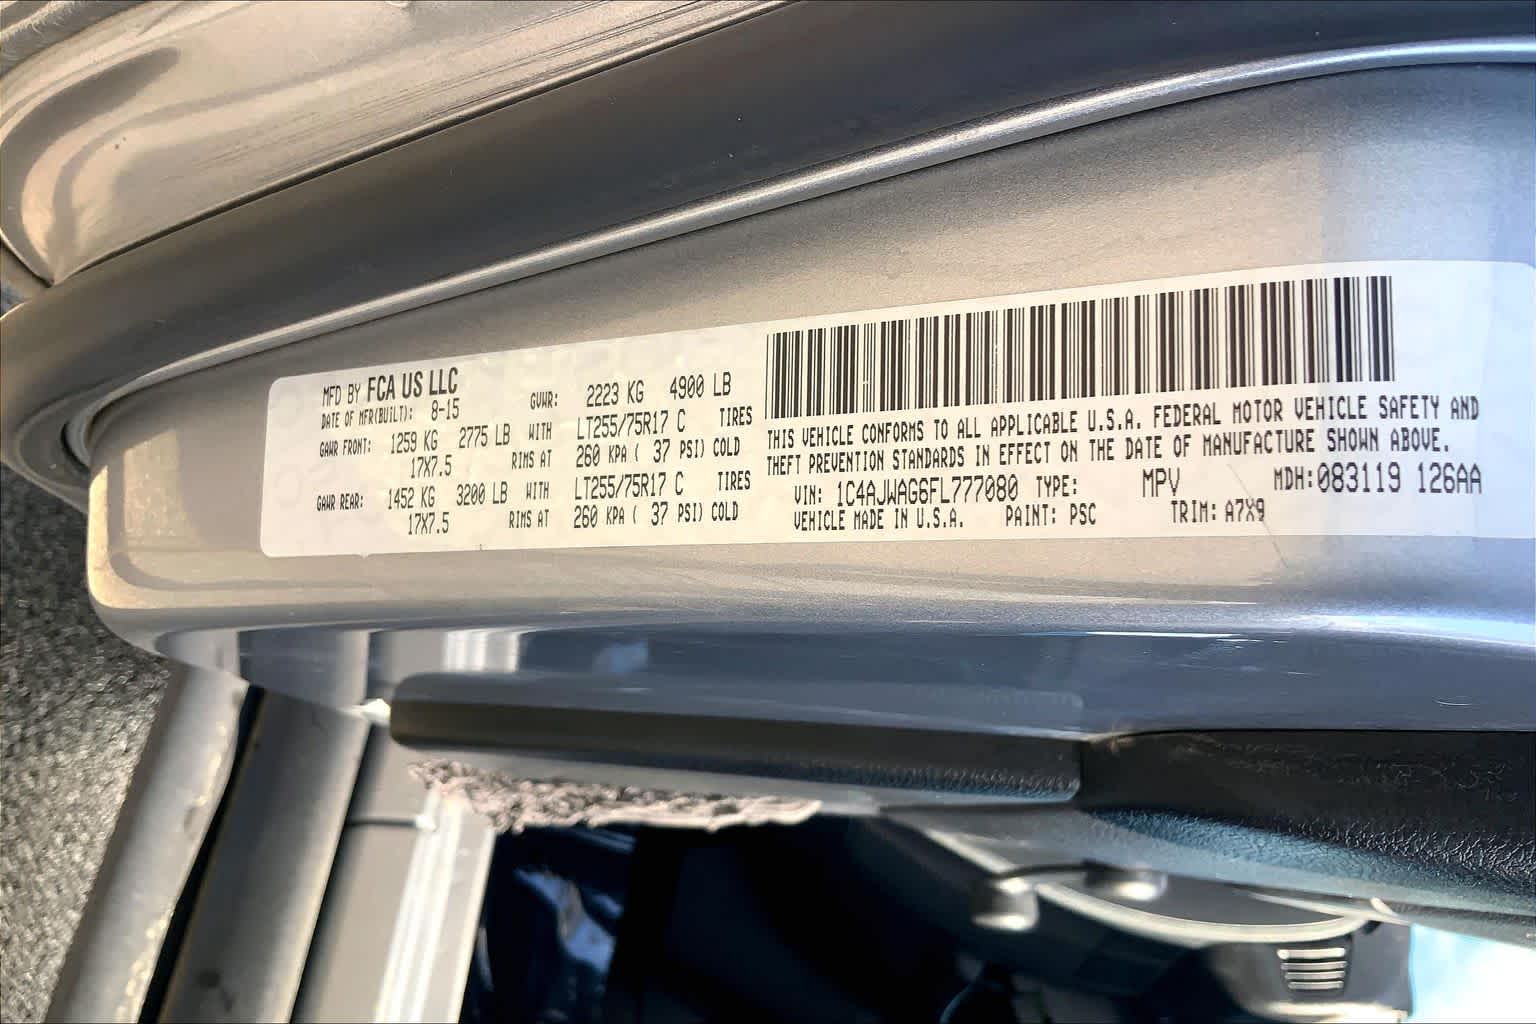 MFD BY FCA US LLC
DATE OF MFR(BUILT): 8-15 GVWR: 2223 KG 4900 LB
GAWR FRONT: 1259 KG 2775 LB WITH LT255/75R17 C TIRES
17X7.5 RIMS AT 260 KPA ( 37 PSI) COLD
GAWR REAR: 1452 KG 3200 LB WITH LT255/75R17 C TIRES
17X7.5 RIMS AT 260 KPA ( 37 PSI) COLD
THIS VEHICLE CONFORMS TO ALL APPLICABLE U.S.A. FEDERAL MOTOR VEHICLE SAFETY AND
THEFT PREVENTION STANDARDS IN EFFECT ON THE DATE OF MANUFACTURE SHOWN ABOVE.
VIN: 1C4AJWAG6FL777080 TYPE: MPV MDH:083119 126AA
VEHICLE MADE IN U.S.A. PAINT: PSC TRIM: A7X9